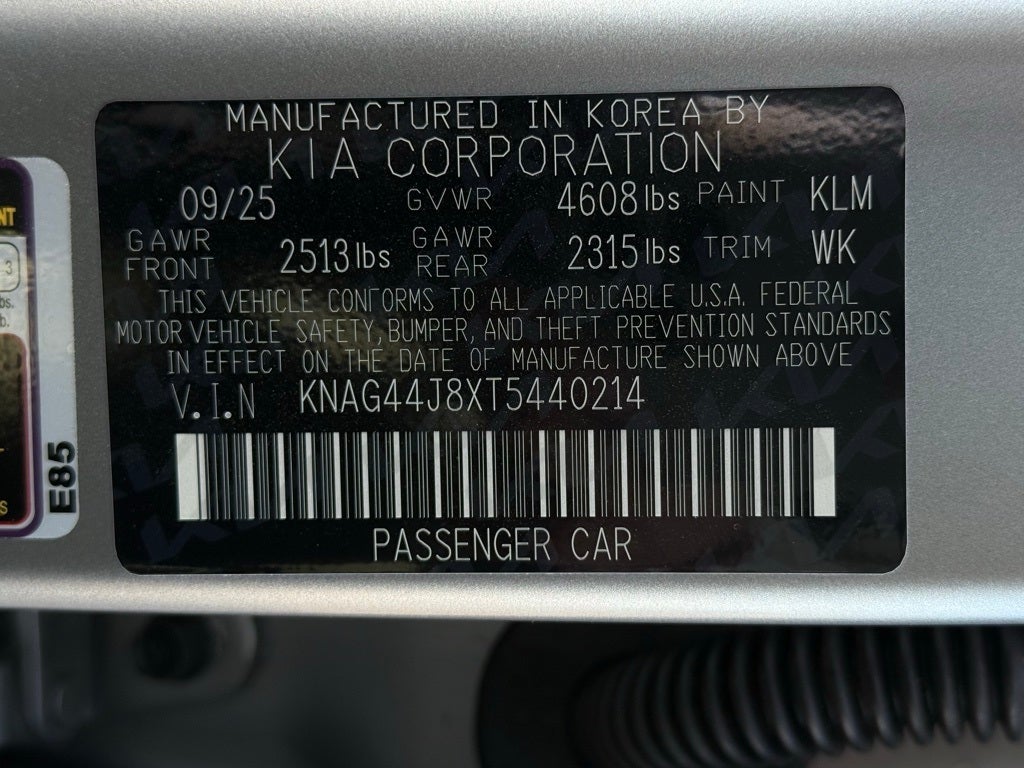 MANUFACTURED IN KOREA BY
KIA CORPORATION
09/25 GVWR 4608 lbs PAINT KLM
GAWR FRONT 2513 lbs GAWR REAR 2315 lbs TRIM WK
THIS VEHICLE CONFORMS TO ALL APPLICABLE U.S.A. FEDERAL
MOTOR VEHICLE SAFETY, BUMPER, AND THEFT PREVENTION STANDARDS
IN EFFECT ON THE DATE OF MANUFACTURE SHOWN ABOVE
V.I.N KNAG44J8XT5440214
PASSENGER CAR
E85
3